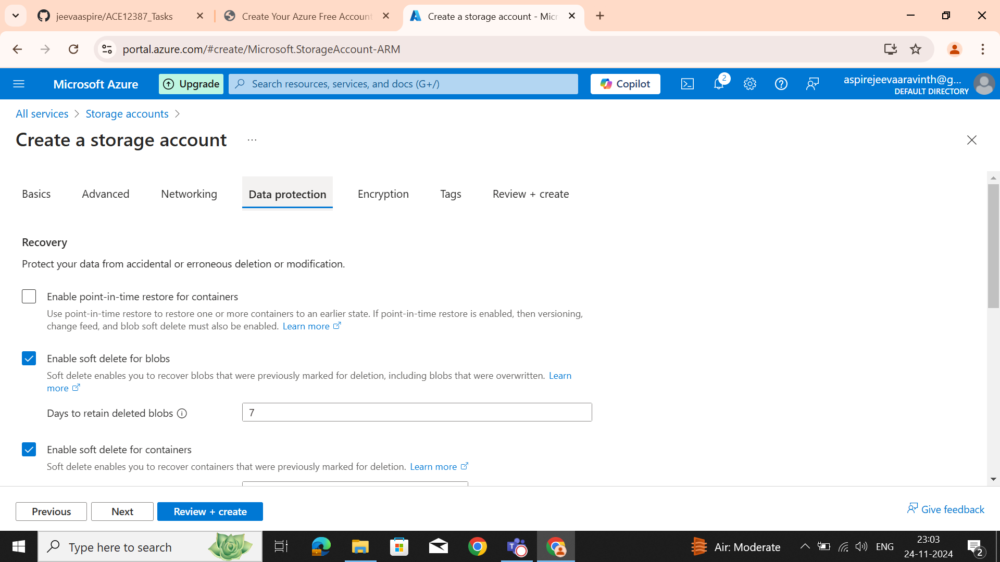 jeevaaspire/ACE12387_Tasks
Create Your Azure Free Account
Create a storage account - Micr
portal.azure.com/#create/Microsoft.StorageAccount-ARM
Microsoft Azure
Upgrade
Search resources, services, and docs (G+/)
Copilot
2
aspirejeevaaravinth@g...
DEFAULT DIRECTORY
All services > Storage accounts >
Create a storage account ...
Basics
Advanced
Networking
Data protection
Encryption
Tags
Review + create
Recovery
Protect your data from accidental or erroneous deletion or modification.
Enable point-in-time restore for containers
Use point-in-time restore to restore one or more containers to an earlier state. If point-in-time restore is enabled, then versioning,
change feed, and blob soft delete must also be enabled. Learn more
Enable soft delete for blobs
Soft delete enables you to recover blobs that were previously marked for deletion, including blobs that were overwritten. Learn
more
Days to retain deleted blobs
7
Enable soft delete for containers
Soft delete enables you to recover containers that were previously marked for deletion. Learn more
Previous
Next
Review + create
Give feedback
Type here to search
Air: Moderate
ENG
23:03
24-11-2024
2